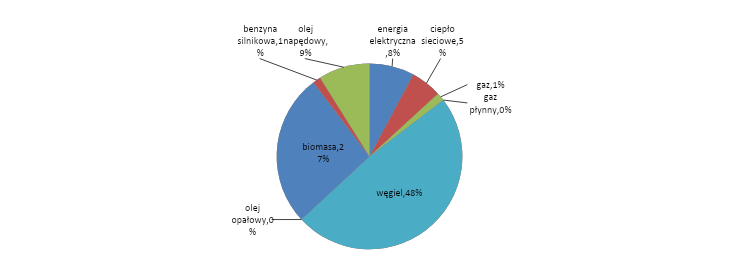 benzyna
silnikowa,1
%
olej
napędowy,
9%
energia
elektryczna
,8%
ciepło
sieciowe,5
%
gaz,1%
gaz
płynny,0%
węgiel,48%
olej
opałowy,0
%
biomasa,2
7%